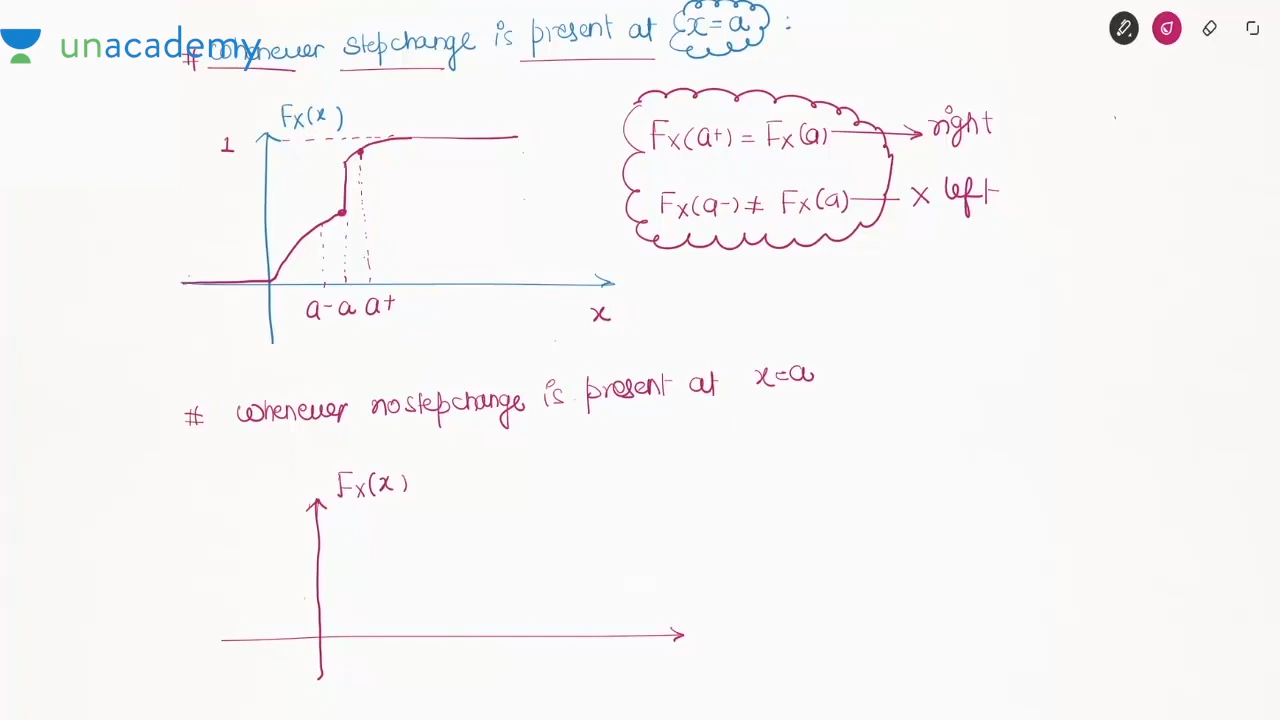 unacademy
# Whenever stepchange is present at x=a :
Fx(x)
1
a- a a+
x
Fx(a+) = Fx(a) → right
Fx(a-) ≠ Fx(a) — × left
# whenever no stepchange is present at x=a
Fx(x)